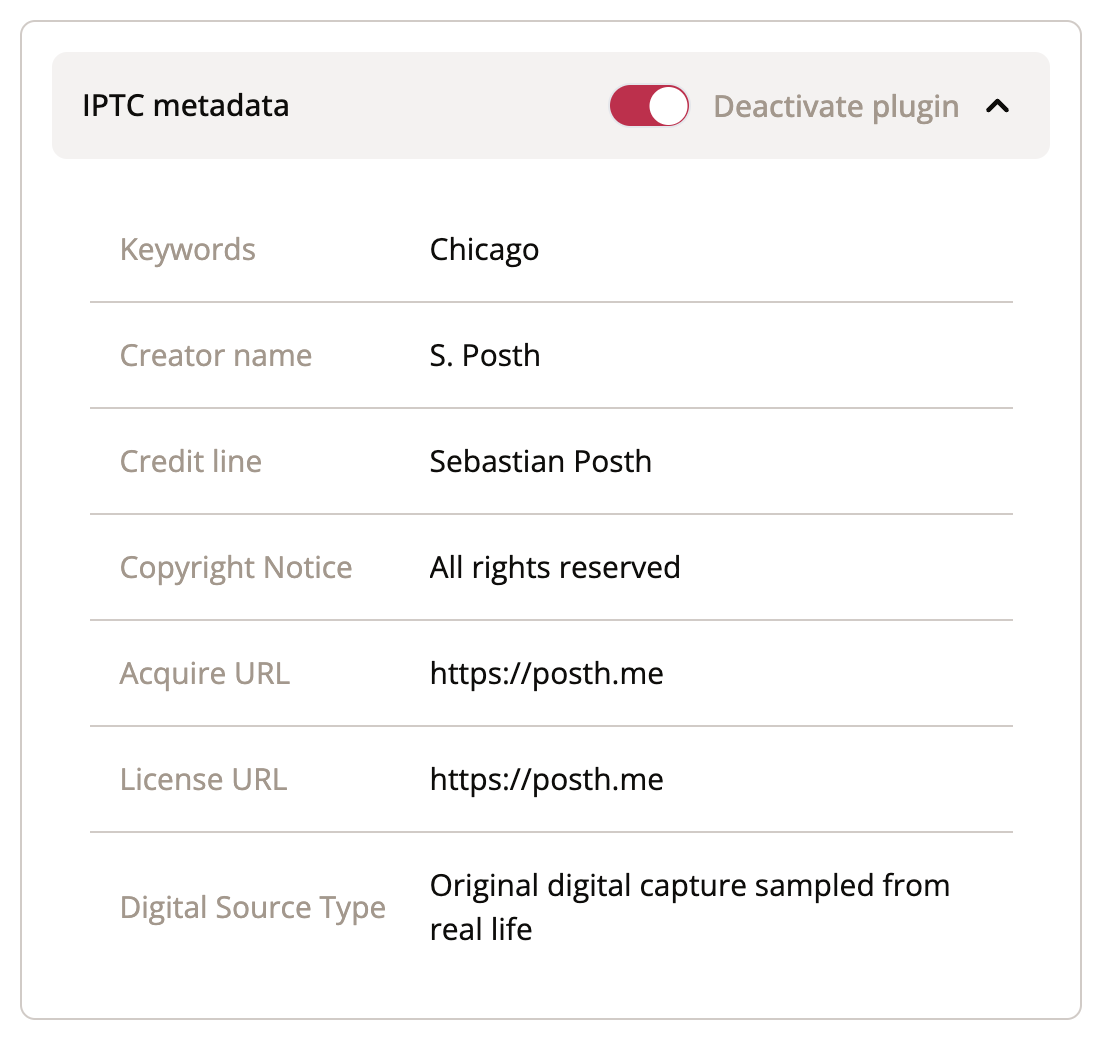 IPTC metadata
Deactivate plugin
Keywords
Chicago
Creator name
S. Posth
Credit line
Sebastian Posth
Copyright Notice
All rights reserved
Acquire URL
https://posth.me
License URL
https://posth.me
Digital Source Type
Original digital capture sampled from
real life